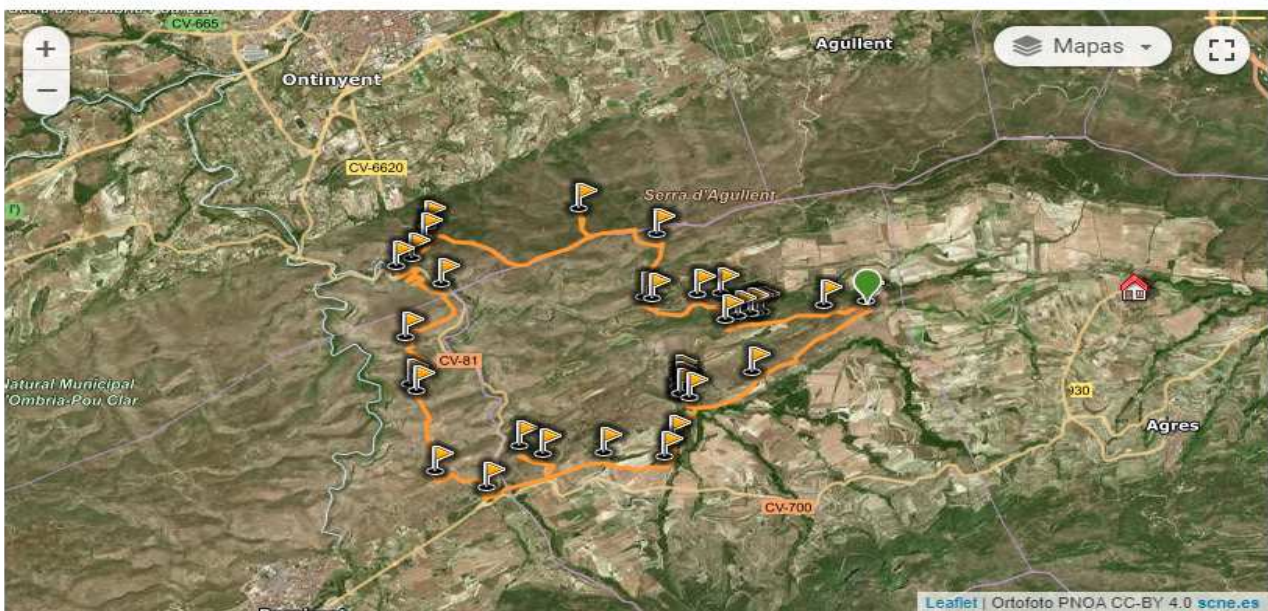 CV-665
+
−
Ontinyent
Agullent
Mapas
CV-6620
Serra d'Agullent
CV-81
Natural Municipal
l'Ombria-Pou Clar
930
Agres
CV-700
Leaflet | Ortofoto PNOA CC-BY 4.0 scne.es